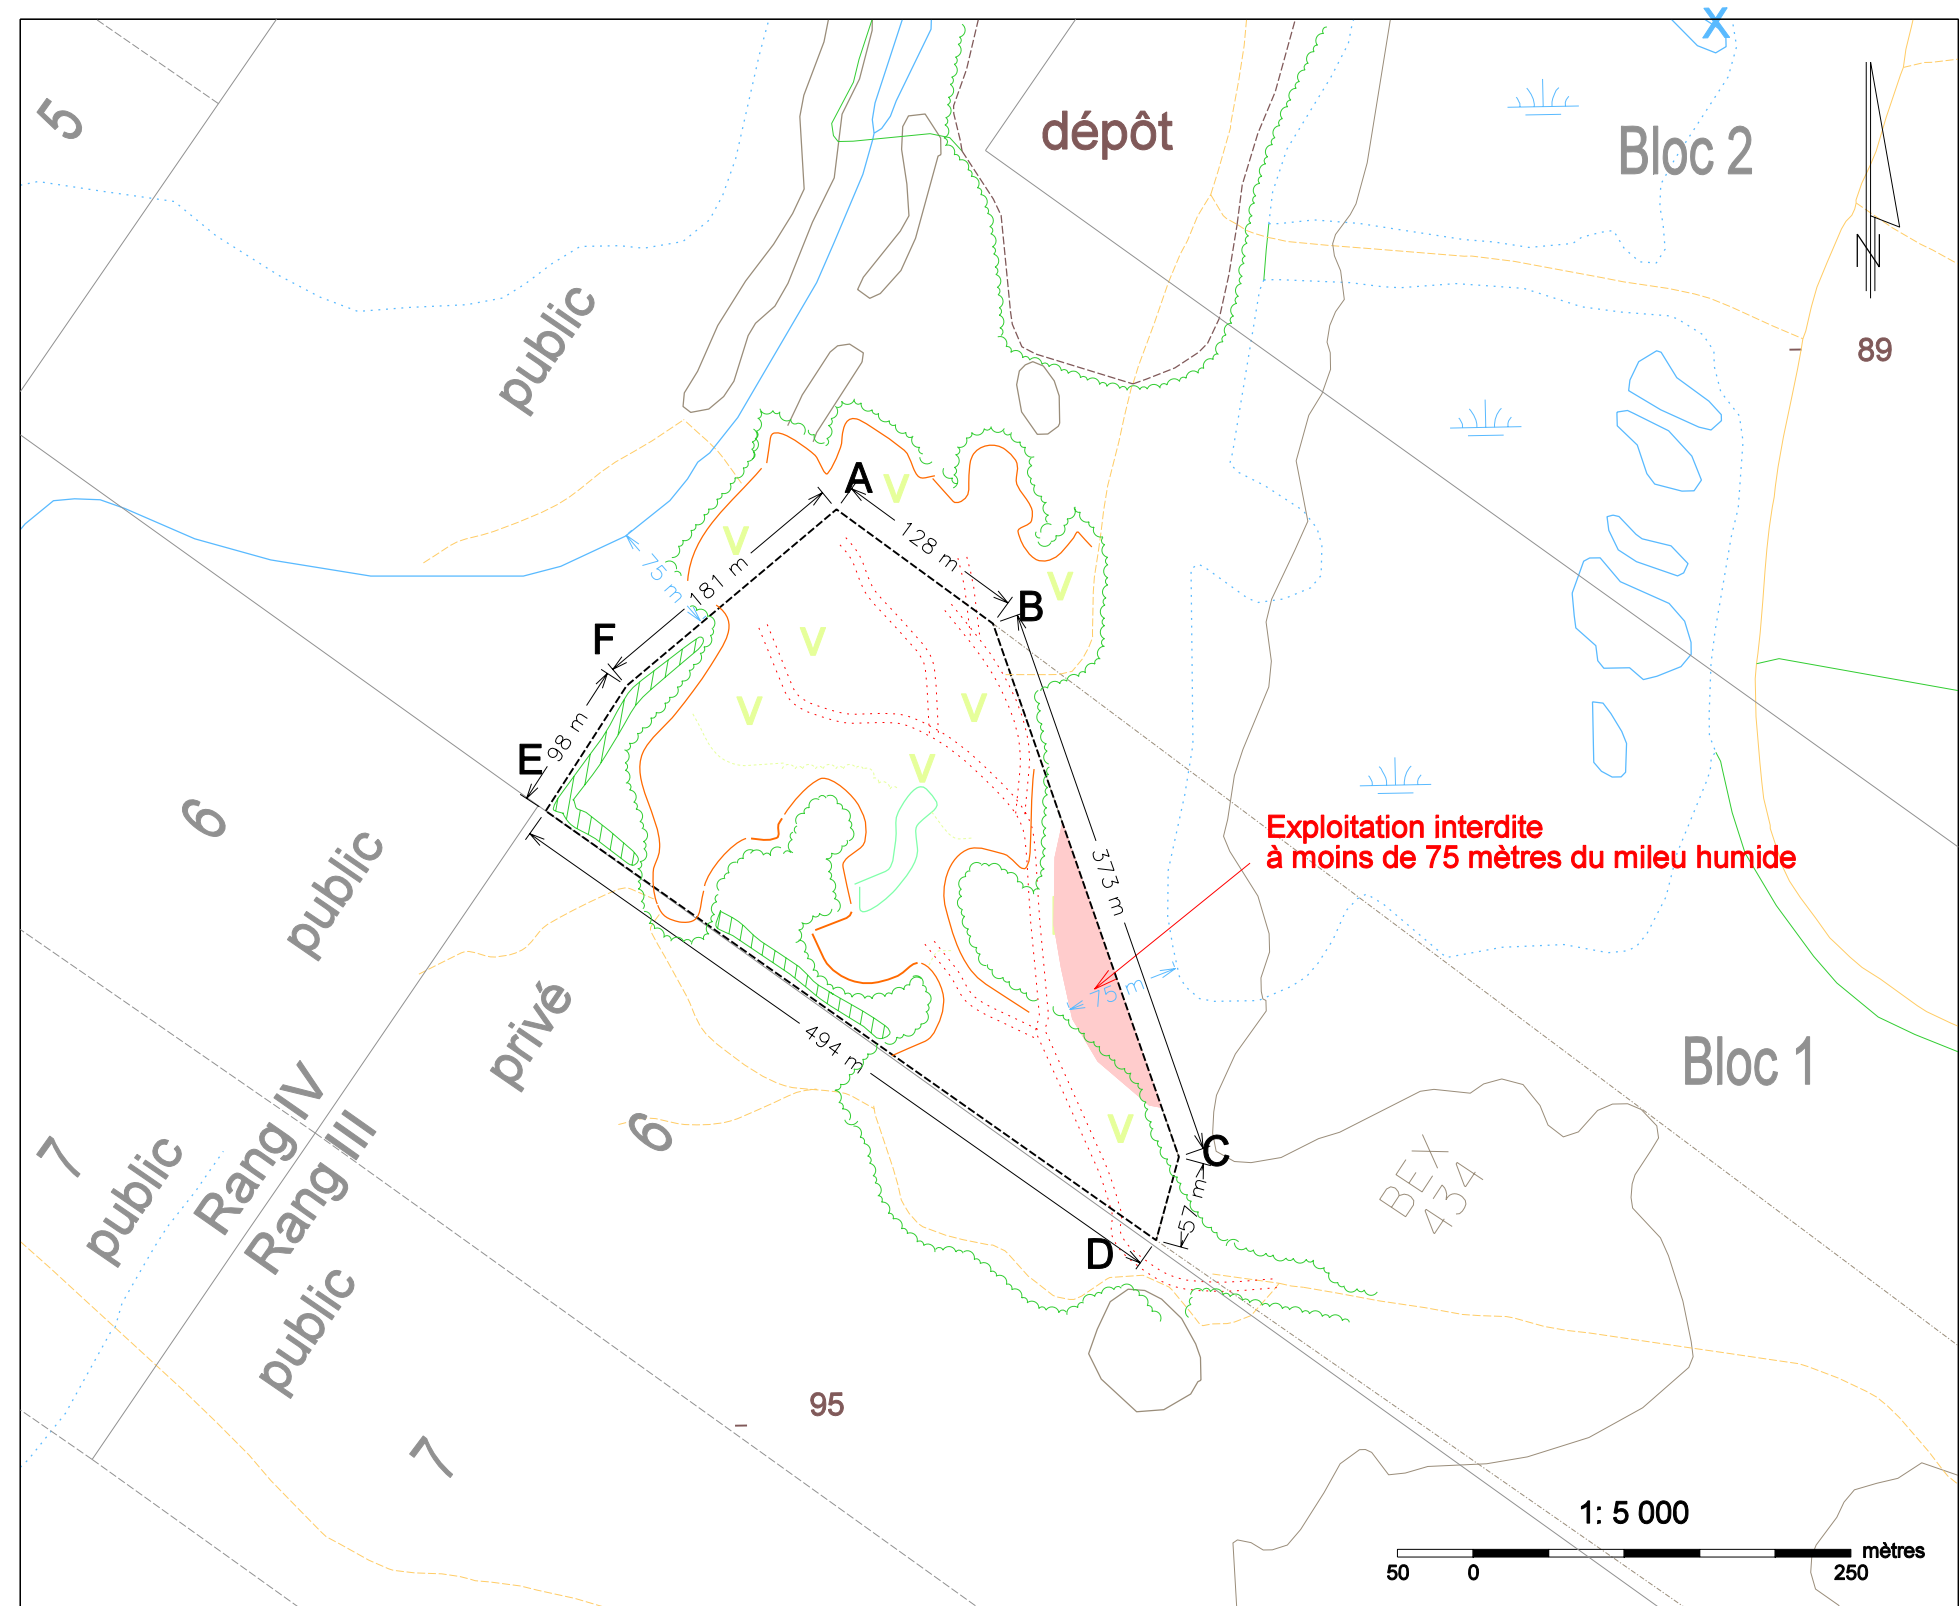 X
5
dépôt
Bloc 2
N
public
89
A
V
128 m
V
75 m
181 m
B
V
F
V
V
V
E
98 m
V
6
public
373 m
Exploitation interdite
à moins de 75 mètres du mileu humide
75 m
privé
494 m
Bloc 1
Rang IV
Rang III
7
public
6
V
C
BEX
434
57 m
D
public
95
7
1: 5 000
mètres
50 0 250